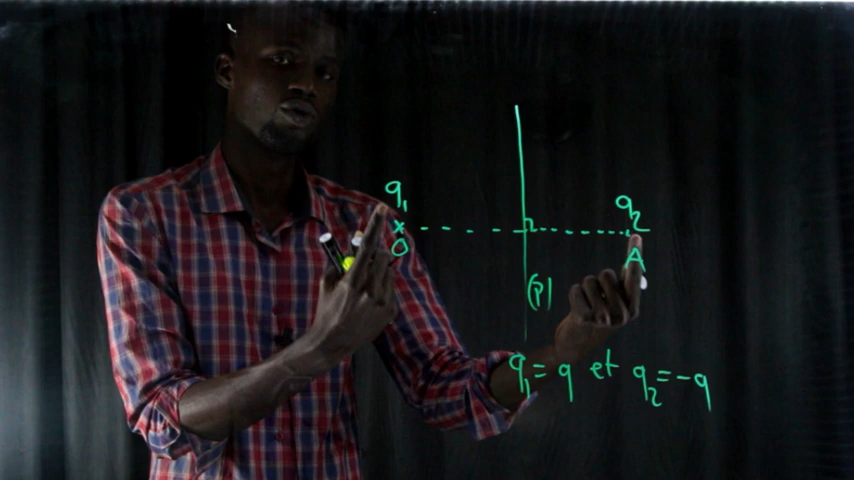 q₁ q₂
x
O A
(P)
q₁ = q et q₂ = -q